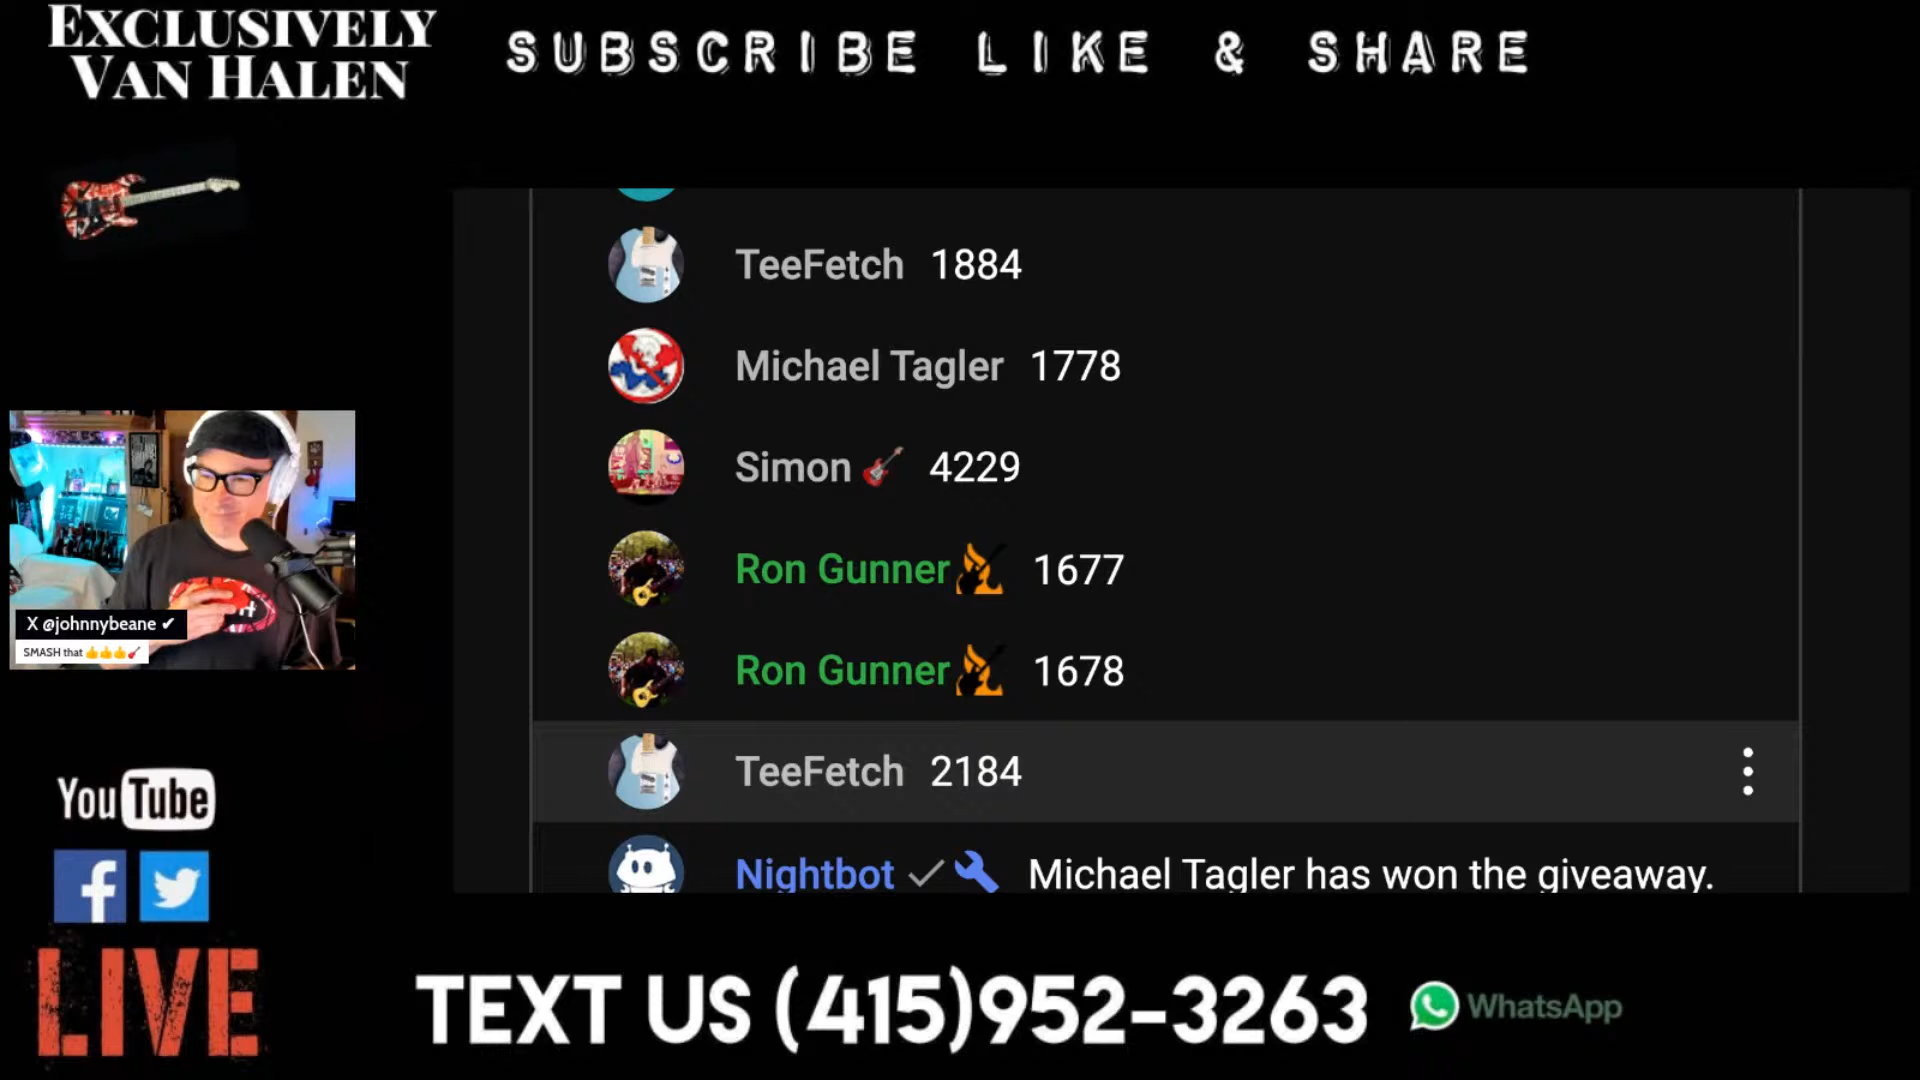 EXCLUSIVELY
VAN HALEN
SUBSCRIBE LIKE & SHARE
TeeFetch 1884
Michael Tagler 1778
Simon 🎸 4229
Ron Gunner 1677
Ron Gunner 1678
TeeFetch 2184
Nightbot Michael Tagler has won the giveaway.
X @johnnybeane ✔
SMASH that 👍👍👍🎸
YouTube
LIVE
TEXT US (415)952-3263
WhatsApp